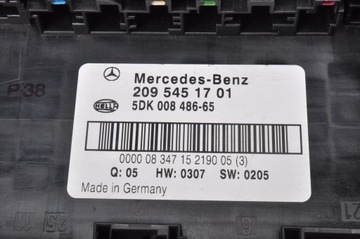 Mercedes-Benz
209 545 17 01
HELLA
5DK 008 486-65
0000 08 347 15 2190 05 (3)
Q: 05 HW: 0307 SW: 0205
Made in Germany
P 38